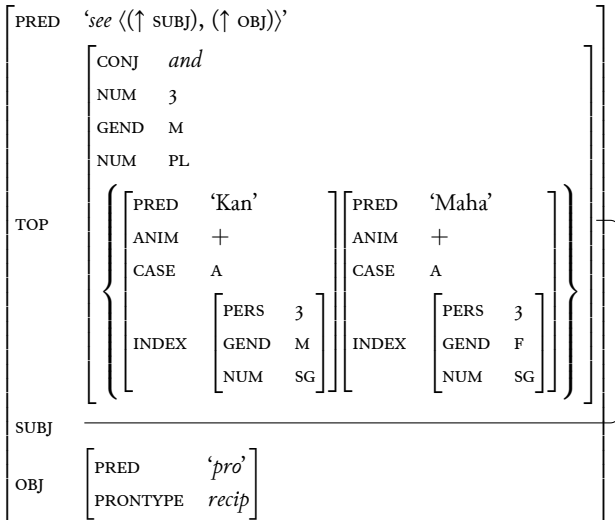 PRED ‘see ⟨(↑ SUBJ), (↑ OBJ)⟩’
CONJ and
NUM 3
GEND M
NUM PL
PRED ‘Kan’ PRED ‘Maha’
TOP
ANIM + ANIM +
CASE A CASE A
PERS 3 PERS 3
INDEX GEND M INDEX GEND F
NUM SG NUM SG
SUBJ
PRED ‘pro’
OBJ
PRONTYPE recip